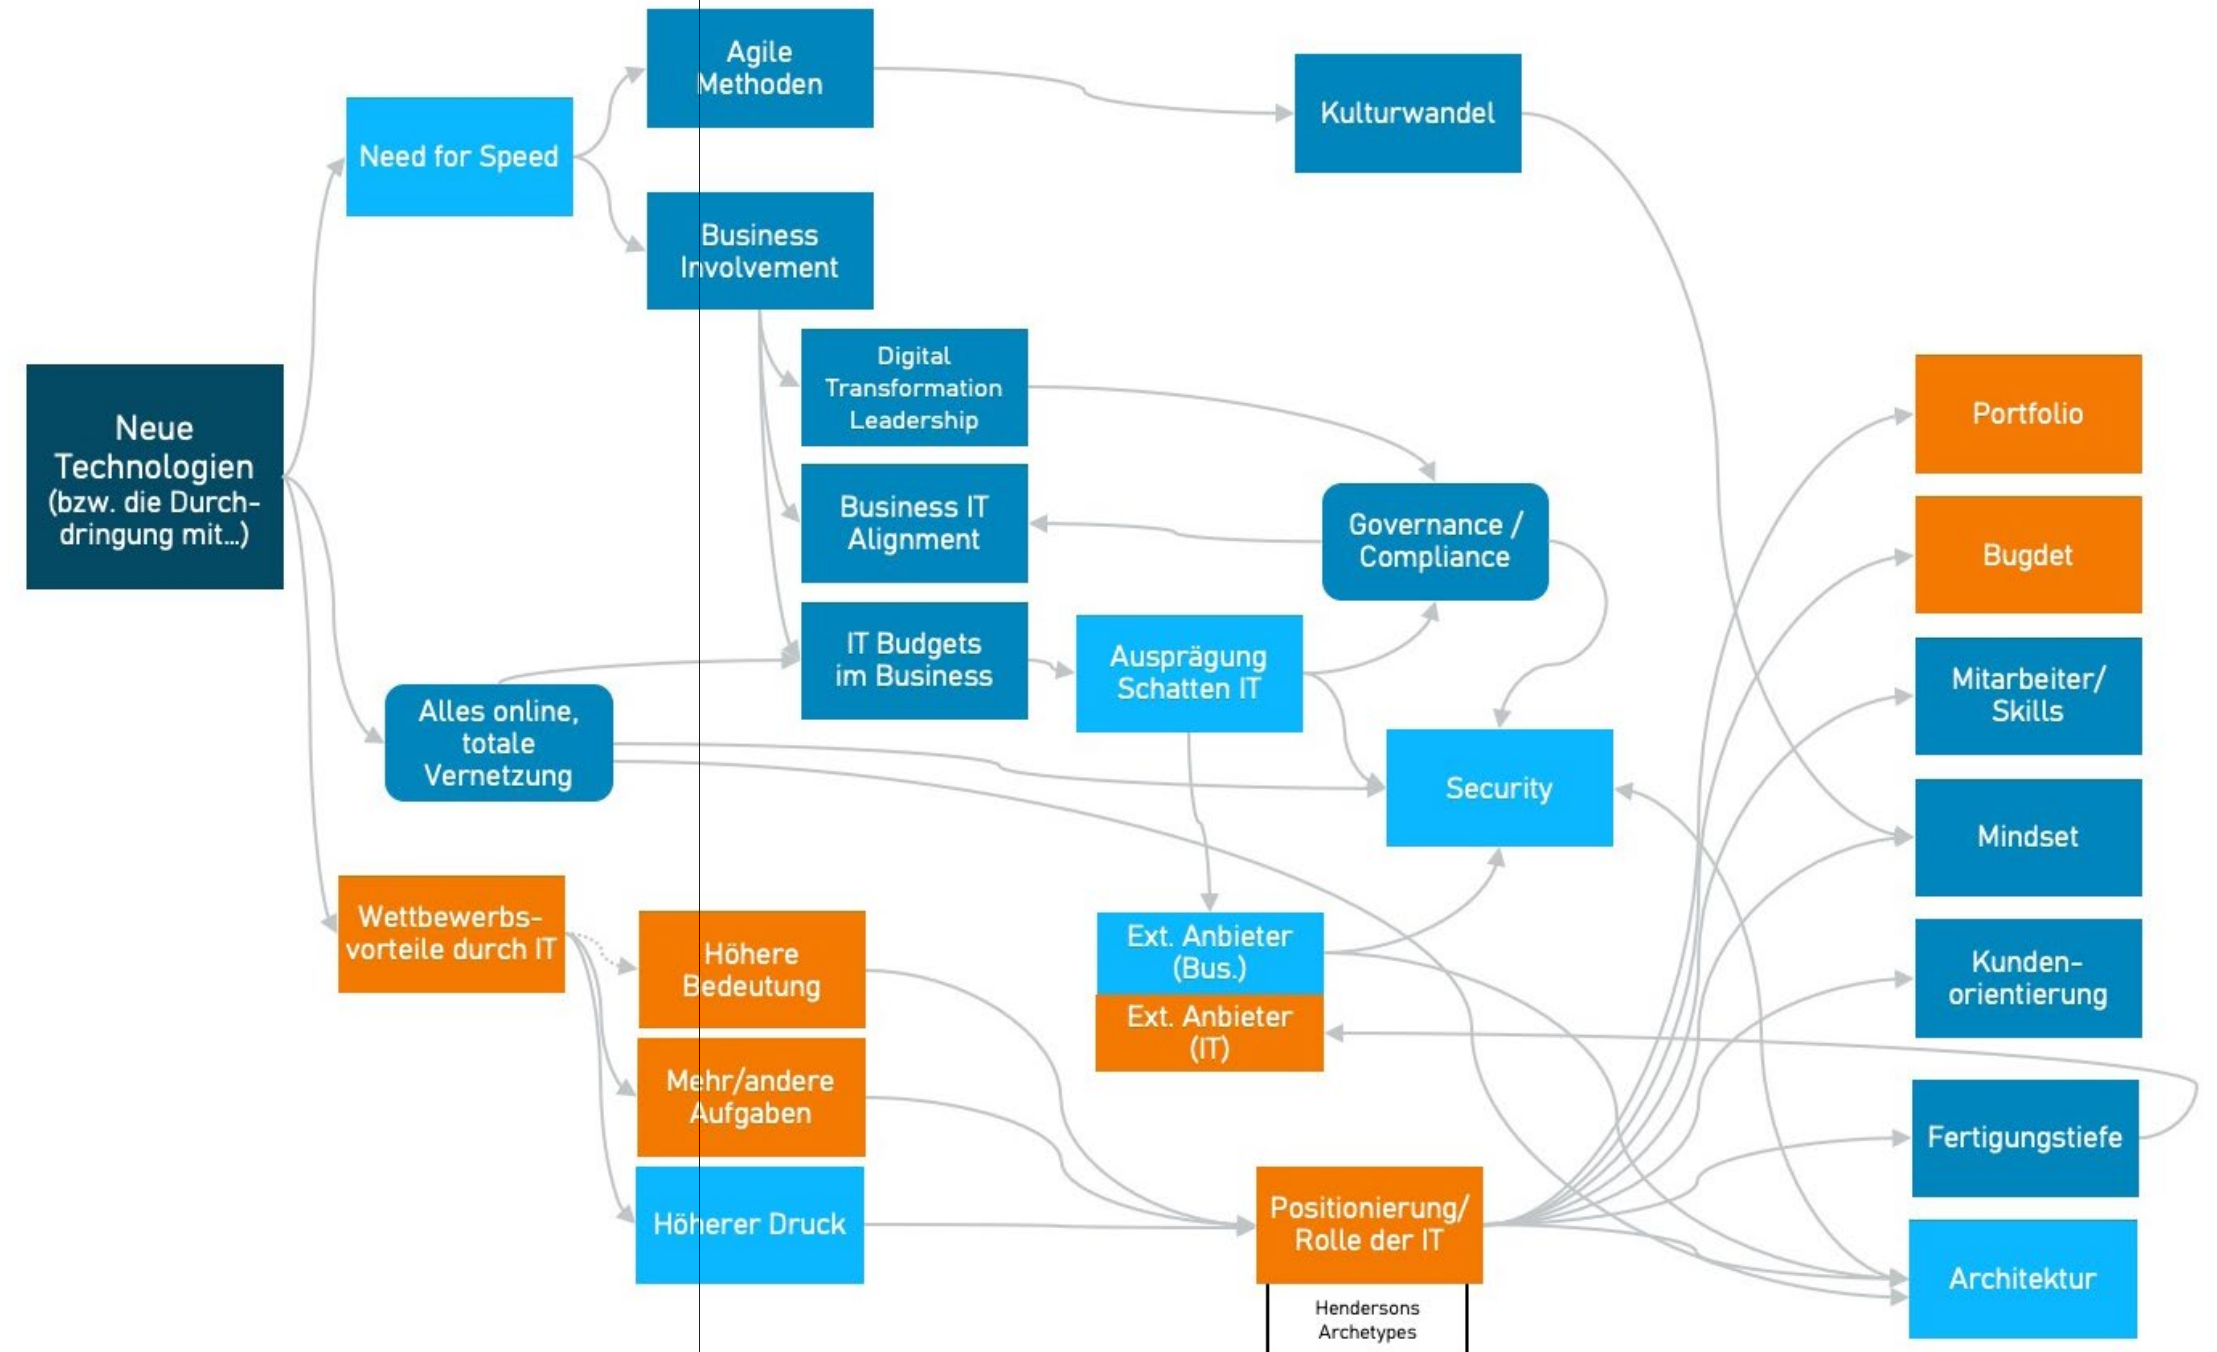 Agile
Methoden
Kulturwandel
Need for Speed
Business
Involvement
Digital
Transformation
Leadership
Neue
Technologien
(bzw. die Durch-
dringung mit...)
Portfolio
Business IT
Alignment
Governance /
Compliance
Bugdet
IT Budgets
im Business
Ausprägung
Schatten IT
Mitarbeiter/
Skills
Alles online,
totale
Vernetzung
Security
Mindset
Wettbewerbs-
vorteile durch IT
Höhere
Bedeutung
Ext. Anbieter
(Bus.)
Kunden-
orientierung
Ext. Anbieter
(IT)
Mehr/andere
Aufgaben
Fertigungstiefe
Höherer Druck
Positionierung/
Rolle der IT
Architektur
Hendersons
Archetypes